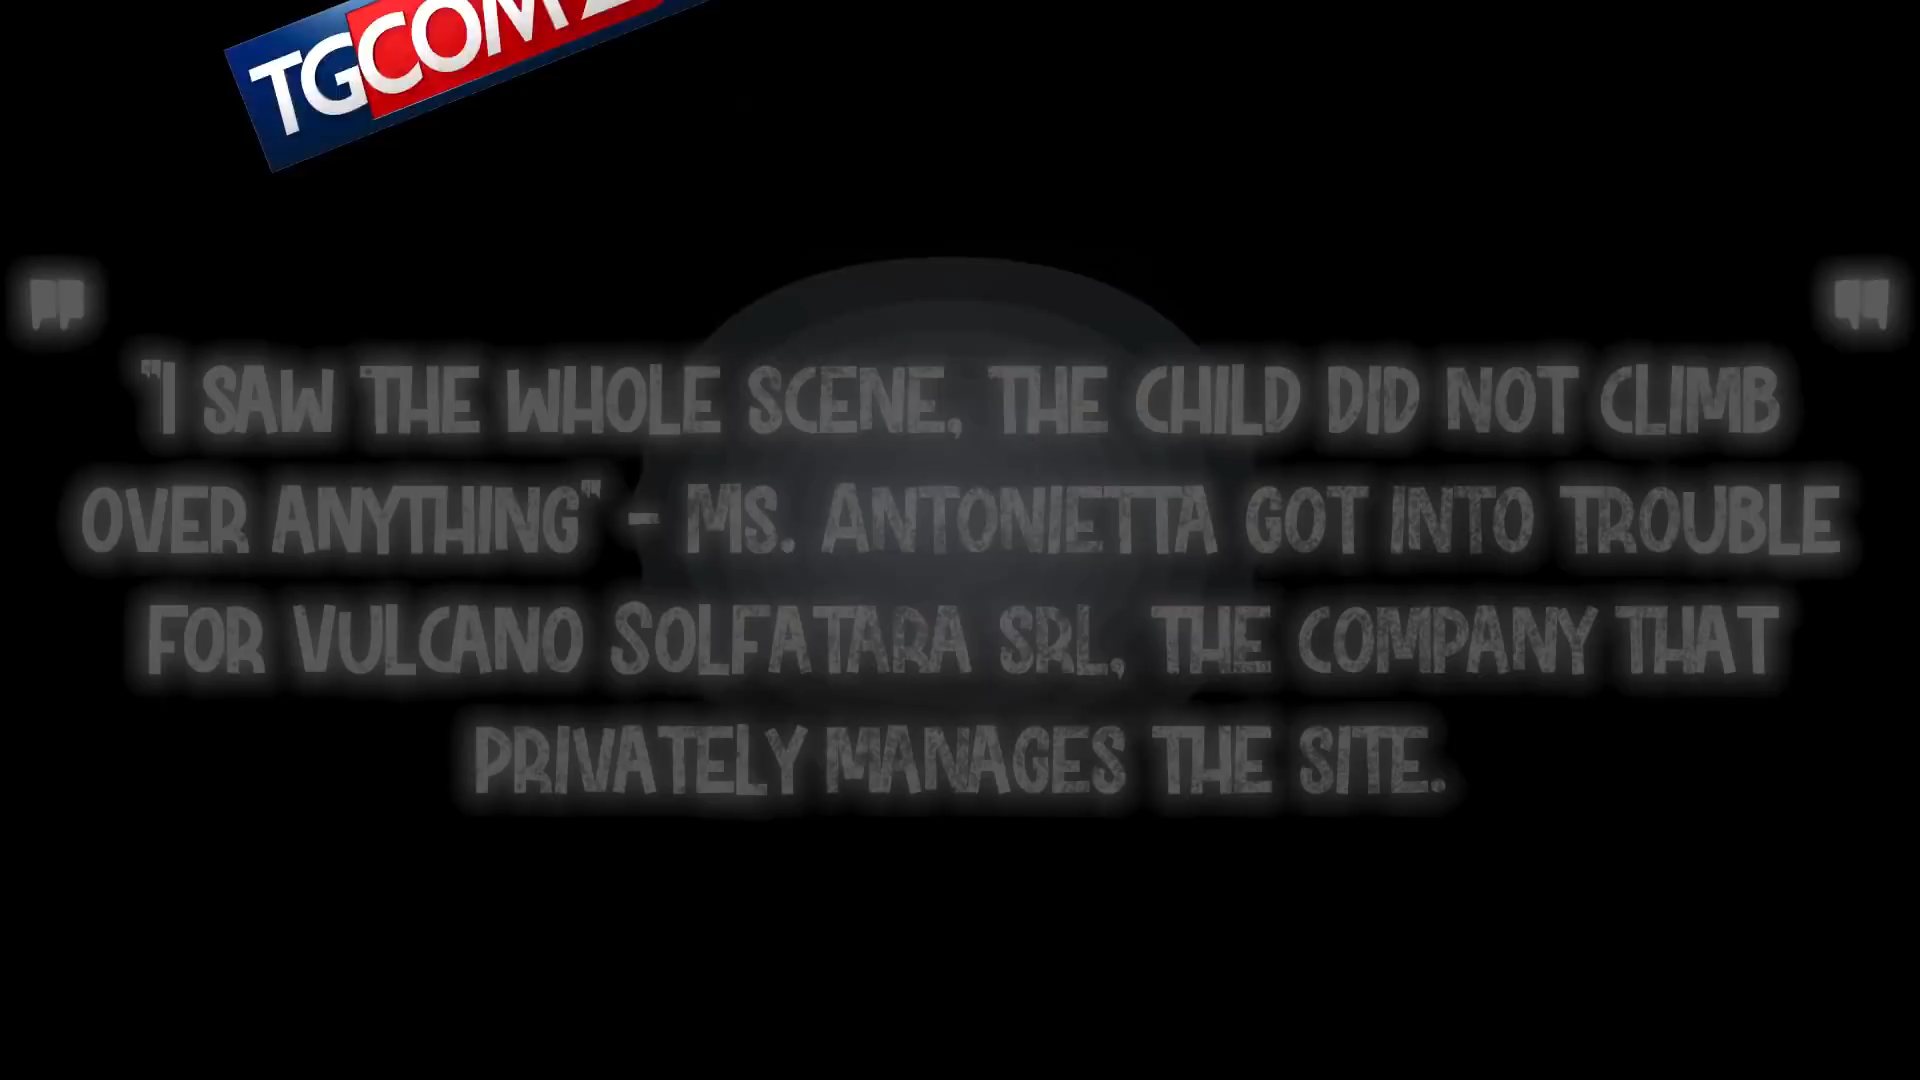 TGCOM
"
"
"I SAW THE WHOLE SCENE, THE CHILD DID NOT CLIMB
OVER ANYTHING" - MS. ANTONIETTA GOT INTO TROUBLE
FOR VULCANO SOLFATARA SRL, THE COMPANY THAT
PRIVATELY MANAGES THE SITE.